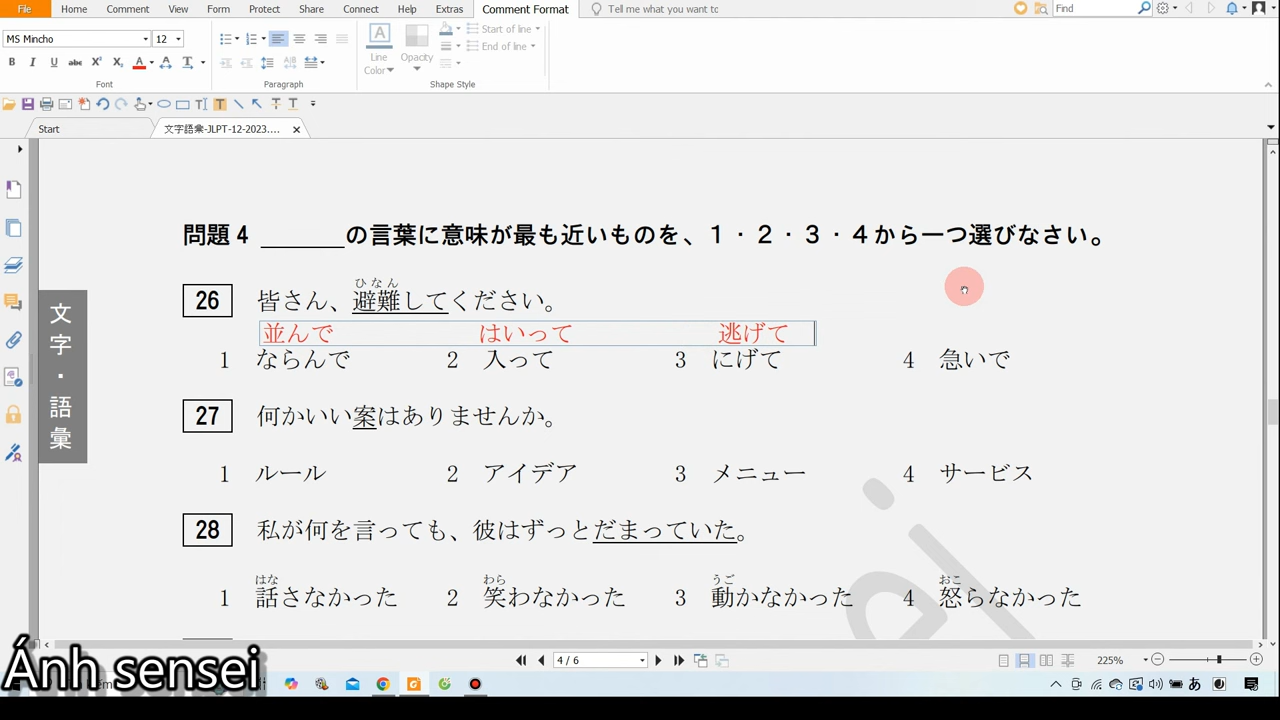 File Home Comment View Form Protect Share Connect Help Extras Comment Format Tell me what you want to Find
MS Mincho 12 Line Color Opacity Start of line End of line
Font Paragraph Shape Style
Start 文字語彙-JLPT-12-2023....
問題4 ______の言葉に意味が最も近いものを、1・2・3・4から一つ選びなさい。
ひなん
26 皆さん、避難してください。
並んで はいって 逃げて
1 ならんで 2 入って 3 にげて 4 急いで
27 何かいい案はありませんか。
1 ルール 2 アイデア 3 メニュー 4 サービス
28 私が何を言っても、彼はずっとだまっていた。
はな わら うご おこ
1 話さなかった 2 笑わなかった 3 動かなかった 4 怒らなかった
文字・語彙
4 / 6 225%
Ánh sensei
あ